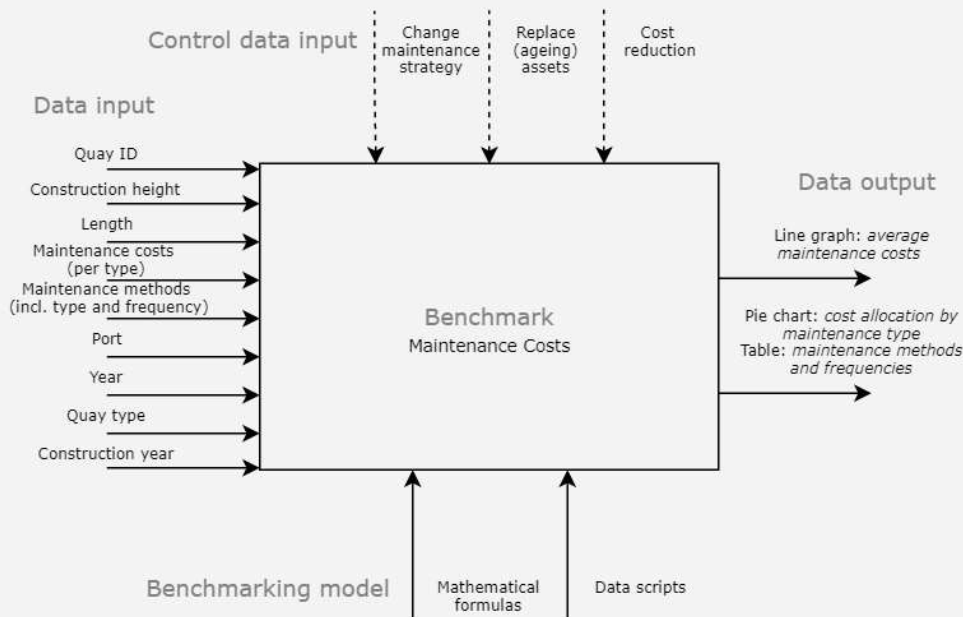 Control data input
Change
maintenance
strategy
Replace
(ageing)
assets
Cost
reduction
Data input
Quay ID
Construction height
Length
Maintenance costs
(per type)
Maintenance methods
(incl. type and frequency)
Port
Year
Quay type
Construction year
Benchmark
Maintenance Costs
Data output
Line graph: average
maintenance costs
Pie chart: cost allocation by
maintenance type
Table: maintenance methods
and frequencies
Benchmarking model
Mathematical
formulas
Data scripts